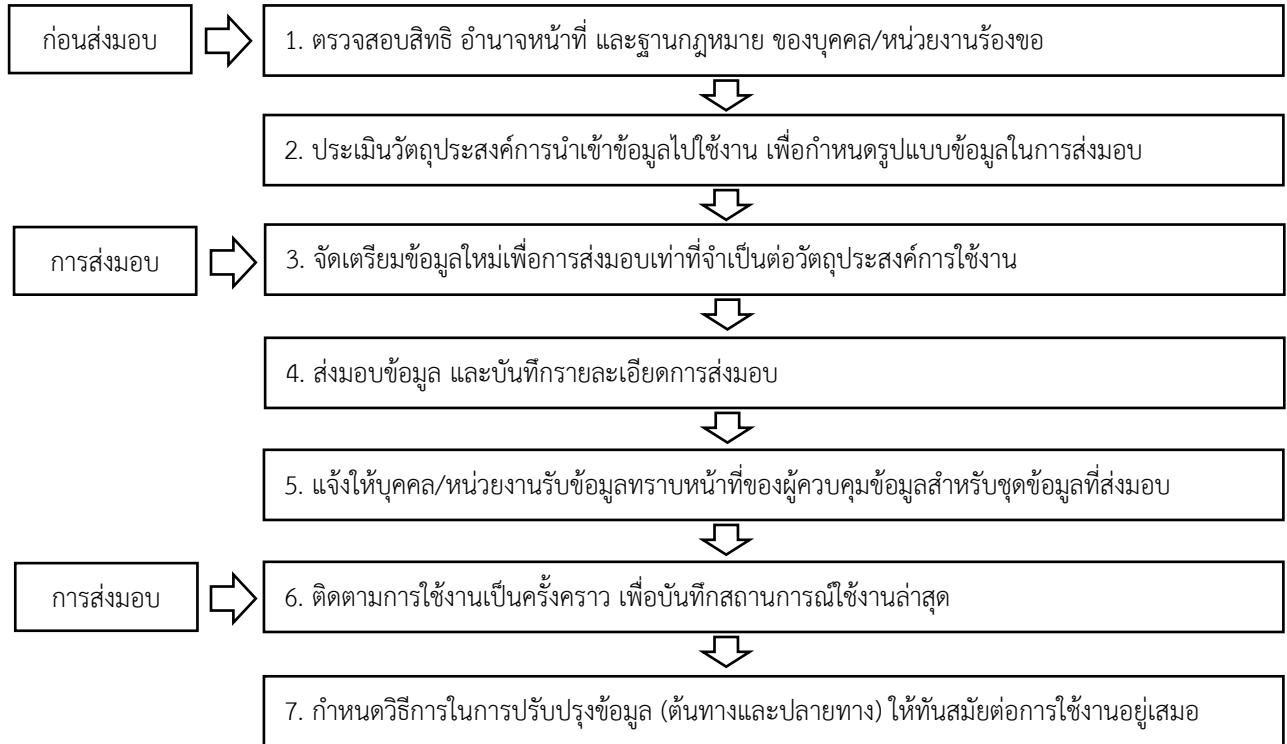 ก่อนส่งมอบ
1. ตรวจสอบสิทธิ อำนาจหน้าที่ และฐานกฎหมาย ของบุคคล/หน่วยงานร้องขอ
2. ประเมินวัตถุประสงค์การนำเข้าข้อมูลไปใช้งาน เพื่อกำหนดรูปแบบข้อมูลในการส่งมอบ
การส่งมอบ
3. จัดเตรียมข้อมูลใหม่เพื่อการส่งมอบเท่าที่จำเป็นต่อวัตถุประสงค์การใช้งาน
4. ส่งมอบข้อมูล และบันทึกรายละเอียดการส่งมอบ
5. แจ้งให้บุคคล/หน่วยงานรับข้อมูลทราบหน้าที่ของผู้ควบคุมข้อมูลสำหรับชุดข้อมูลที่ส่งมอบ
การส่งมอบ
6. ติดตามการใช้งานเป็นครั้งคราว เพื่อบันทึกสถานการณ์ใช้งานล่าสุด
7. กำหนดวิธีการในการปรับปรุงข้อมูล (ต้นทางและปลายทาง) ให้ทันสมัยต่อการใช้งานอยู่เสมอ